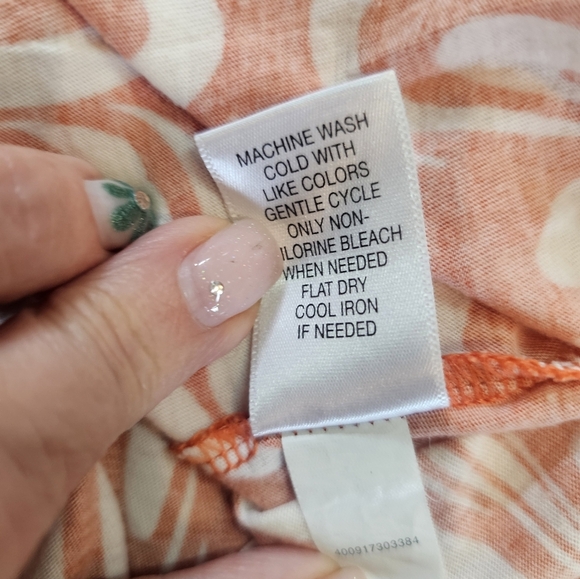 MACHINE WASH
COLD WITH
LIKE COLORS
GENTLE CYCLE
ONLY NON-
ILORINE BLEACH
WHEN NEEDED
FLAT DRY
COOL IRON
IF NEEDED
400917303384